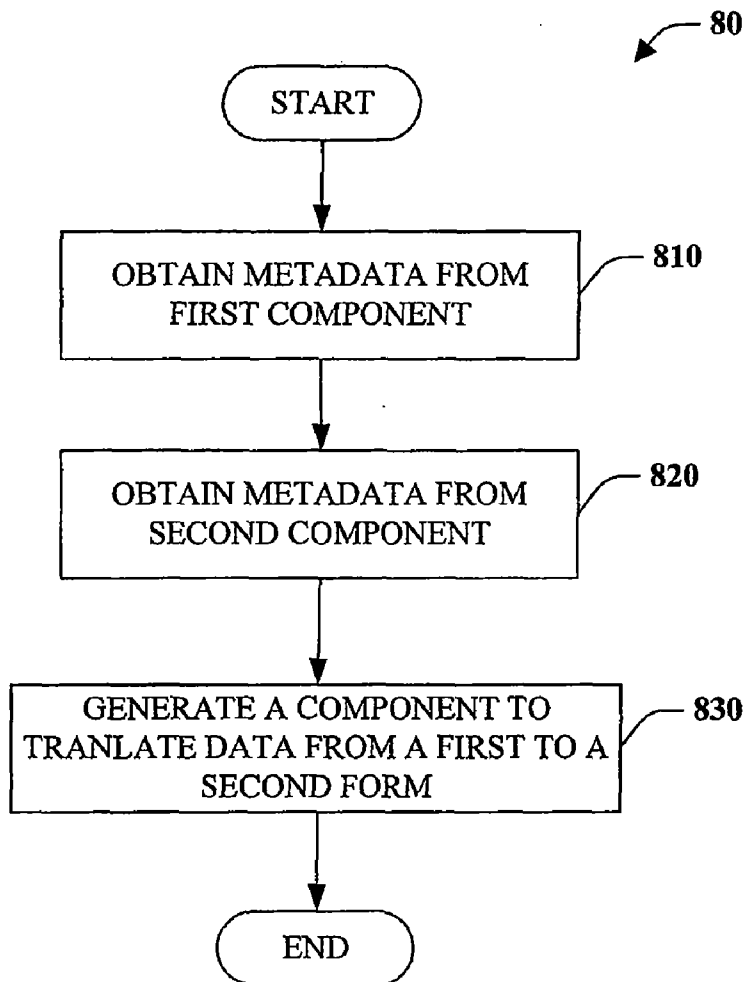 80
START
OBTAIN METADATA FROM
FIRST COMPONENT
810
OBTAIN METADATA FROM
SECOND COMPONENT
820
GENERATE A COMPONENT TO
TRANLATE DATA FROM A FIRST TO A
SECOND FORM
830
END